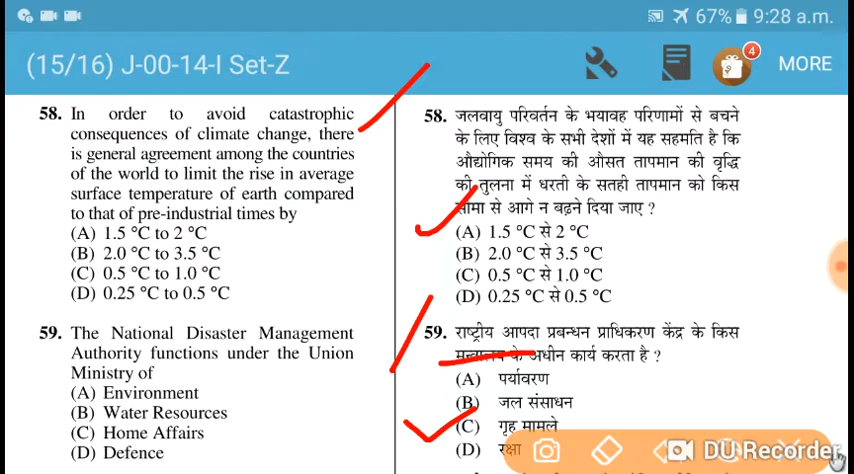 67% 9:28 a.m.
(15/16) J-00-14-I Set-Z
4
MORE
58. In order to avoid catastrophic
consequences of climate change, there
is general agreement among the countries
of the world to limit the rise in average
surface temperature of earth compared
to that of pre-industrial times by
(A) 1.5 °C to 2 °C
(B) 2.0 °C to 3.5 °C
(C) 0.5 °C to 1.0 °C
(D) 0.25 °C to 0.5 °C
59. The National Disaster Management
Authority functions under the Union
Ministry of
(A) Environment
(B) Water Resources
(C) Home Affairs
(D) Defence
58. जलवायु परिवर्तन के भयावह परिणामों से बचने
के लिए विश्व के सभी देशों में यह सहमति है कि
औद्योगिक समय की औसत तापमान की वृद्धि
की तुलना में धरती के सतही तापमान को किस
सीमा से आगे न बढ़ने दिया जाए ?
(A) 1.5 °C से 2 °C
(B) 2.0 °C से 3.5 °C
(C) 0.5 °C से 1.0 °C
(D) 0.25 °C से 0.5 °C
59. राष्ट्रीय आपदा प्रबन्धन प्राधिकरण केंद्र के किस
मन्त्रालय के अधीन कार्य करता है ?
(A) पर्यावरण
(B) जल संसाधन
(C) गृह मामले
(D) रक्षा
DU Recorder